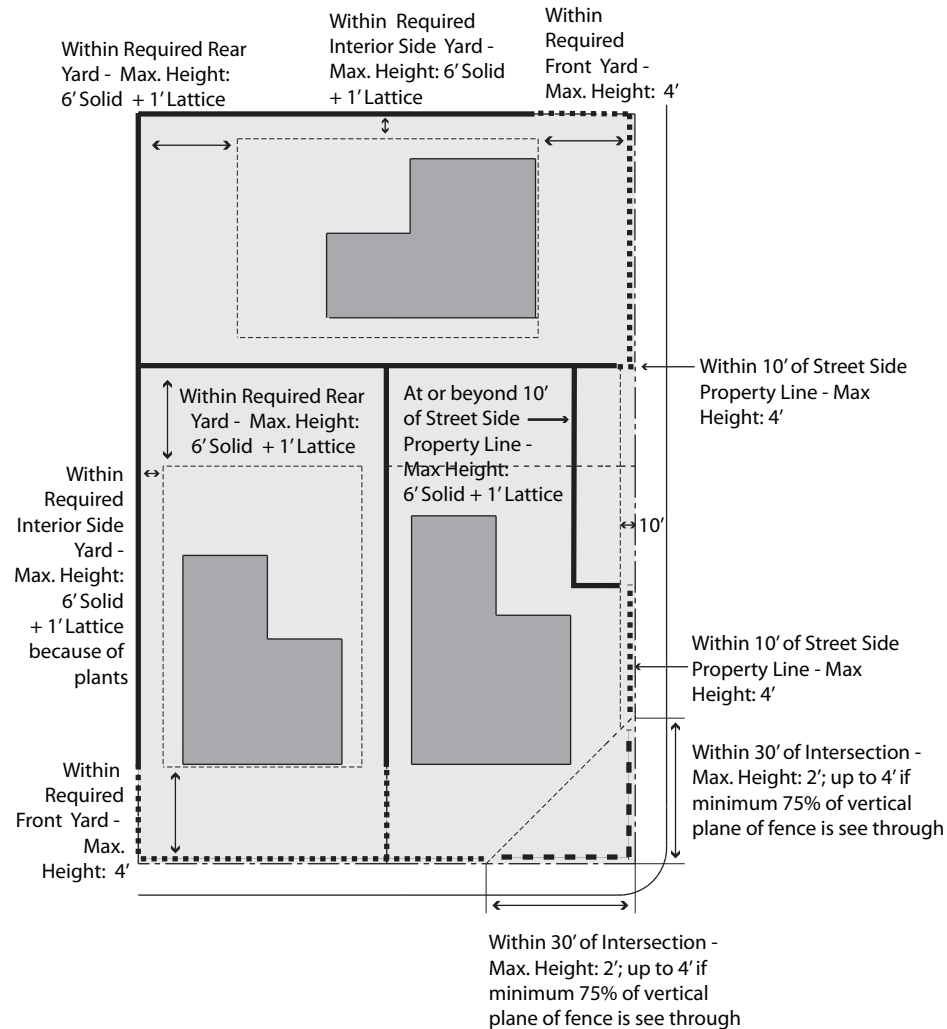 Within Required Rear
Yard - Max. Height:
6’ Solid + 1’ Lattice
Within Required
Interior Side Yard -
Max. Height: 6’ Solid
+ 1’ Lattice
Within
Required
Front Yard -
Max. Height: 4’
Within 10’ of Street Side
Property Line - Max
Height: 4’
Within Required Rear
Yard - Max. Height:
6’ Solid + 1’ Lattice
At or beyond 10’
of Street Side
Property Line -
Max Height:
6’ Solid + 1’ Lattice
Within
Required
Interior Side
Yard -
Max. Height:
6’ Solid
+ 1’ Lattice
because of
plants
10’
Within 10’ of Street Side
Property Line - Max
Height: 4’
Within
Required
Front Yard -
Max.
Height: 4’
Within 30’ of Intersection -
Max. Height: 2’; up to 4’ if
minimum 75% of vertical
plane of fence is see through
Within 30’ of Intersection -
Max. Height: 2’; up to 4’ if
minimum 75% of vertical
plane of fence is see through